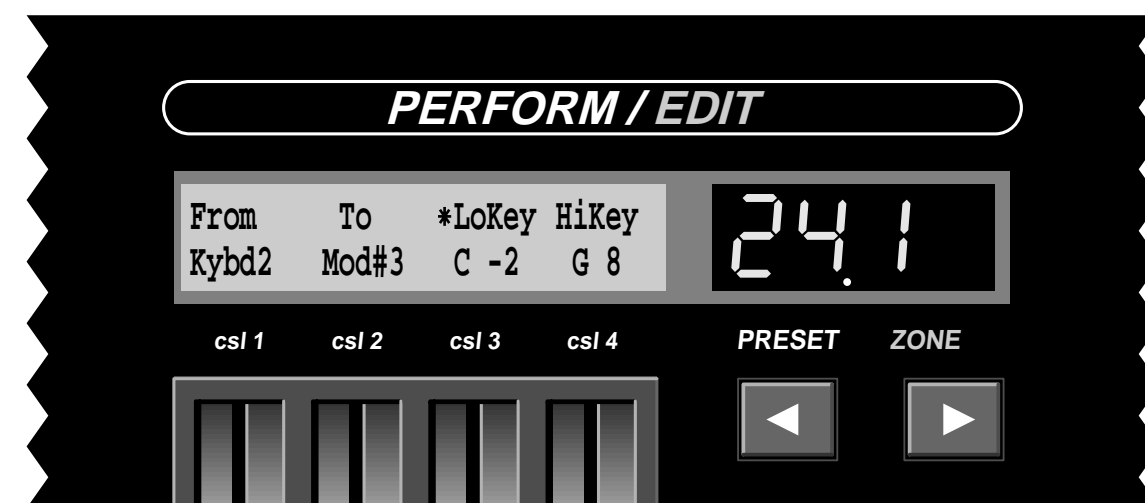 PERFORM / EDIT
From To *LoKey HiKey
Kybd2 Mod#3 C -2 G 8
24.1
csl 1 csl 2 csl 3 csl 4 PRESET ZONE